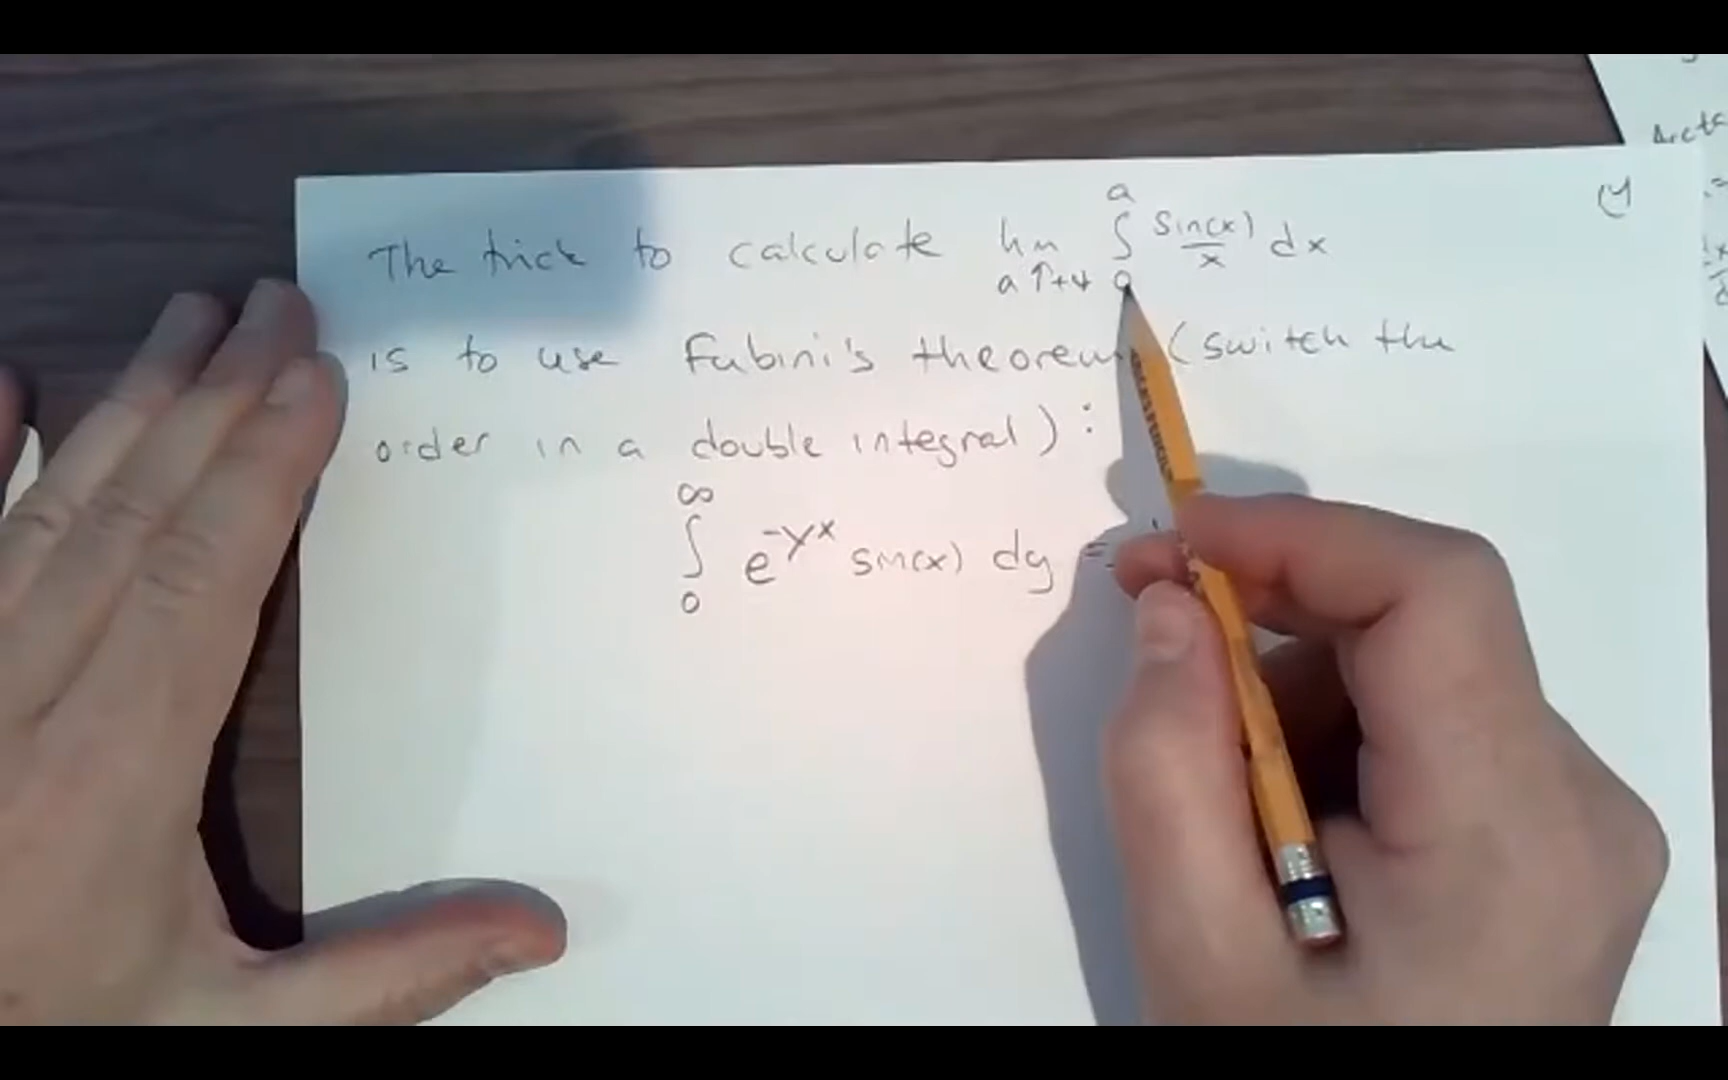 The trick to calculate lim a↑+∞ ∫₀ᵃ sin(x)/x dx
is to use Fubini's theorem (switch the
order in a double integral):
∫₀^∞ e^(-yx) sin(x) dy =
Arcta